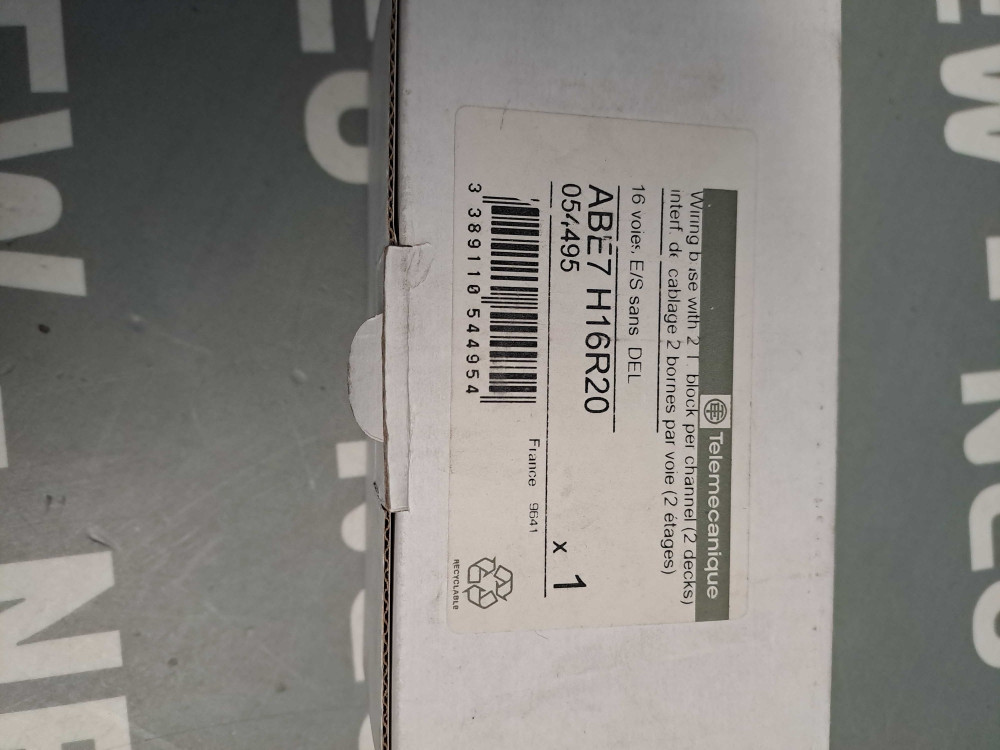 Telemecanique
Wiring base with 2 T. block per channel (2 decks)
interf. de cablage 2 bornes par voie (2 étages)
16 voies E/S sans DEL
ABE7 H16R20
054495
x 1
France 9641
3 389110 544954
RECYCLABLE